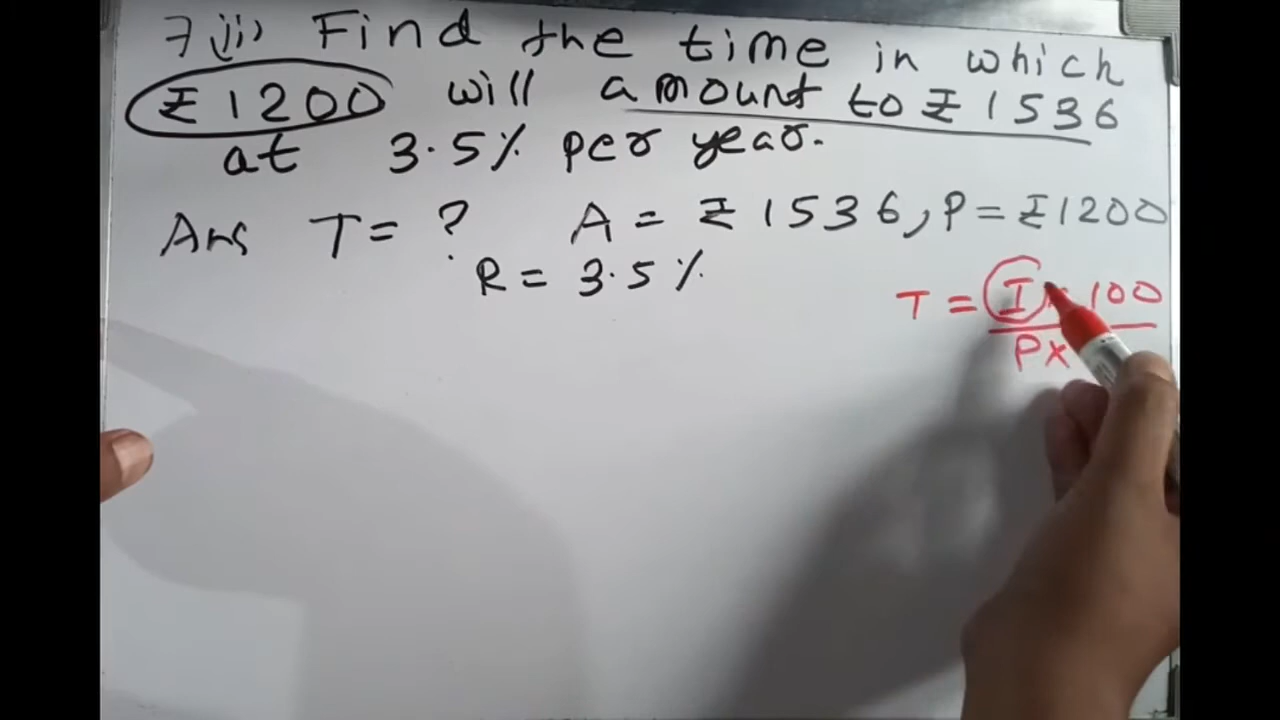 7 (ii) Find the time in which
₹1200 will amount to ₹1536
at 3.5% per year.
Ans T = ? A = ₹1536, P = ₹1200
R = 3.5%
T = I × 100
P×